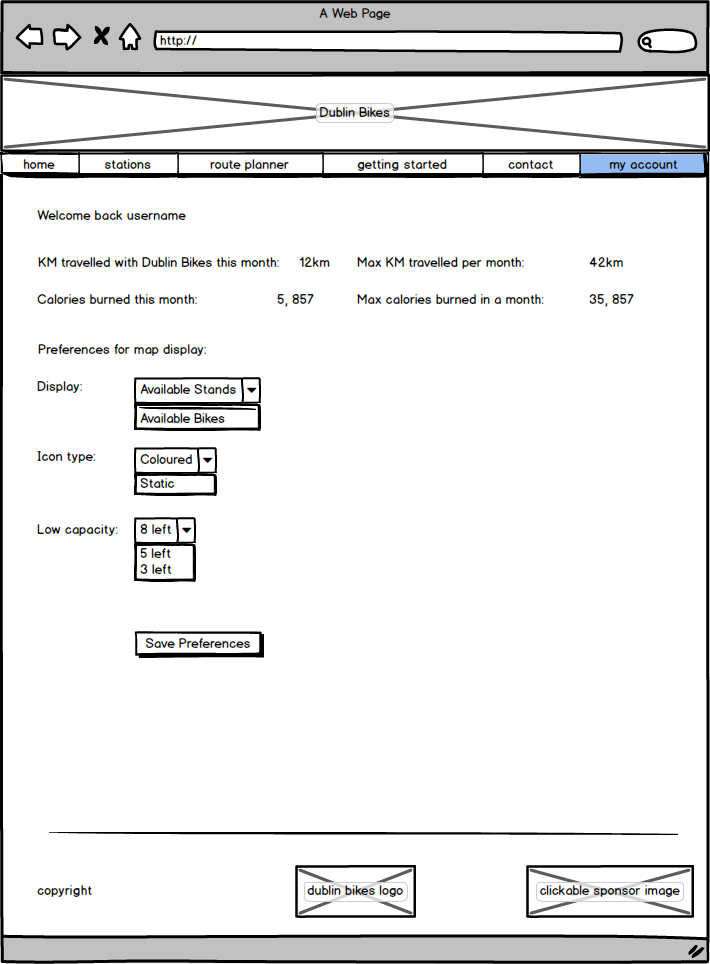 A Web Page
http://
Dublin Bikes
home stations route planner getting started contact my account
Welcome back username
KM travelled with Dublin Bikes this month: 12km Max KM travelled per month: 42km
Calories burned this month: 5, 857 Max calories burned in a month: 35, 857
Preferences for map display:
Display: Available Stands
Available Bikes
Icon type: Coloured
Static
Low capacity: 8 left
5 left
3 left
Save Preferences
copyright dublin bikes logo clickable sponsor image